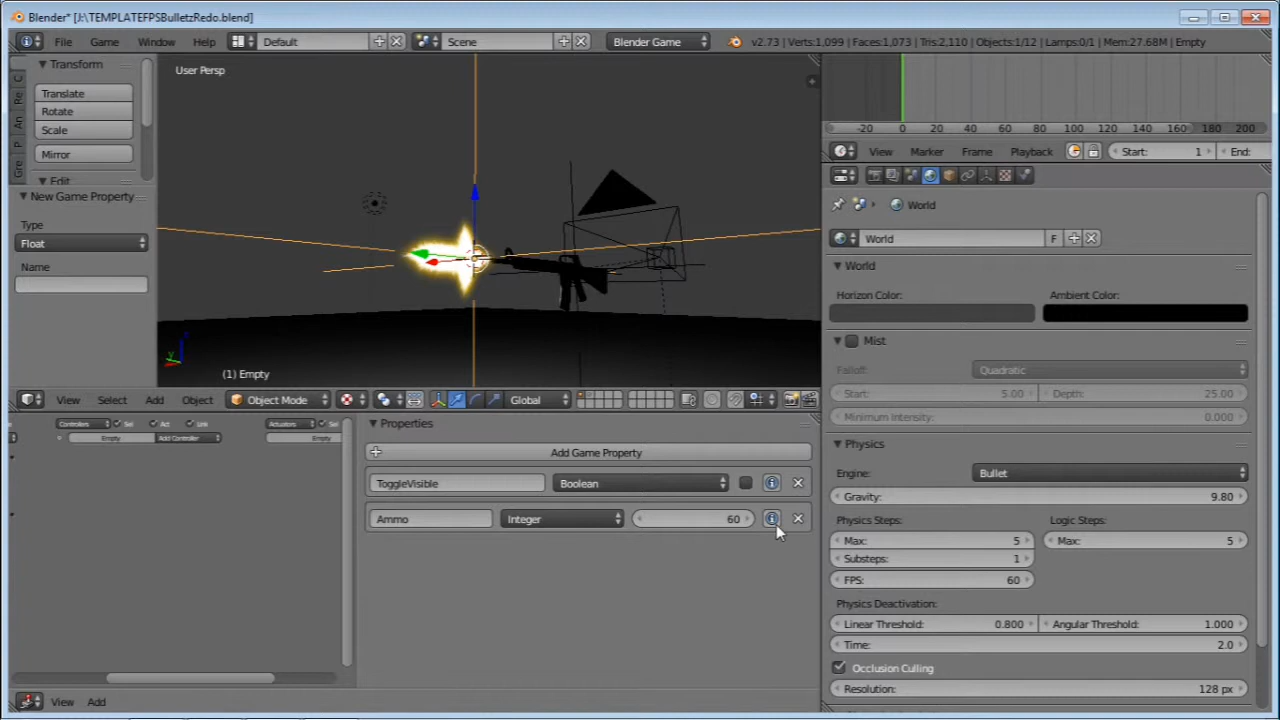 Blender* [J:\TEMPLATEFPSBulletzRedo.blend]
File Game Window Help Default Scene Blender Game v2.73 | Verts:1,099 | Faces:1,073 | Tris:2,110 | Objects:1/12 | Lamps:0/1 | Mem:27.68M | Empty
Transform
Translate
Rotate
Scale
Mirror
Edit
C
Re
An
P
Gre
New Game Property
Type
Float
Name
User Persp
(1) Empty
-20 0 20 40 60 80 100 120 140 160 180 200
View Marker Frame Playback Start: 1 End:
World
World F
World
Horizon Color: Ambient Color:
Mist
Falloff: Quadratic
Start: 5.00 Depth: 25.00
Minimum Intensity: 0.000
Physics
Engine: Bullet
Gravity: 9.80
Physics Steps: Logic Steps:
Max: 5 Max: 5
Substeps: 1
FPS: 60
Physics Deactivation:
Linear Threshold: 0.800 Angular Threshold: 1.000
Time: 2.0
Occlusion Culling
Resolution: 128 px
View Select Add Object Object Mode Global
Controllers Sel Act Link Actuators Sel
Empty Add Controller Empty
Properties
Add Game Property
ToggleVisible Boolean
Ammo Integer 60
View Add